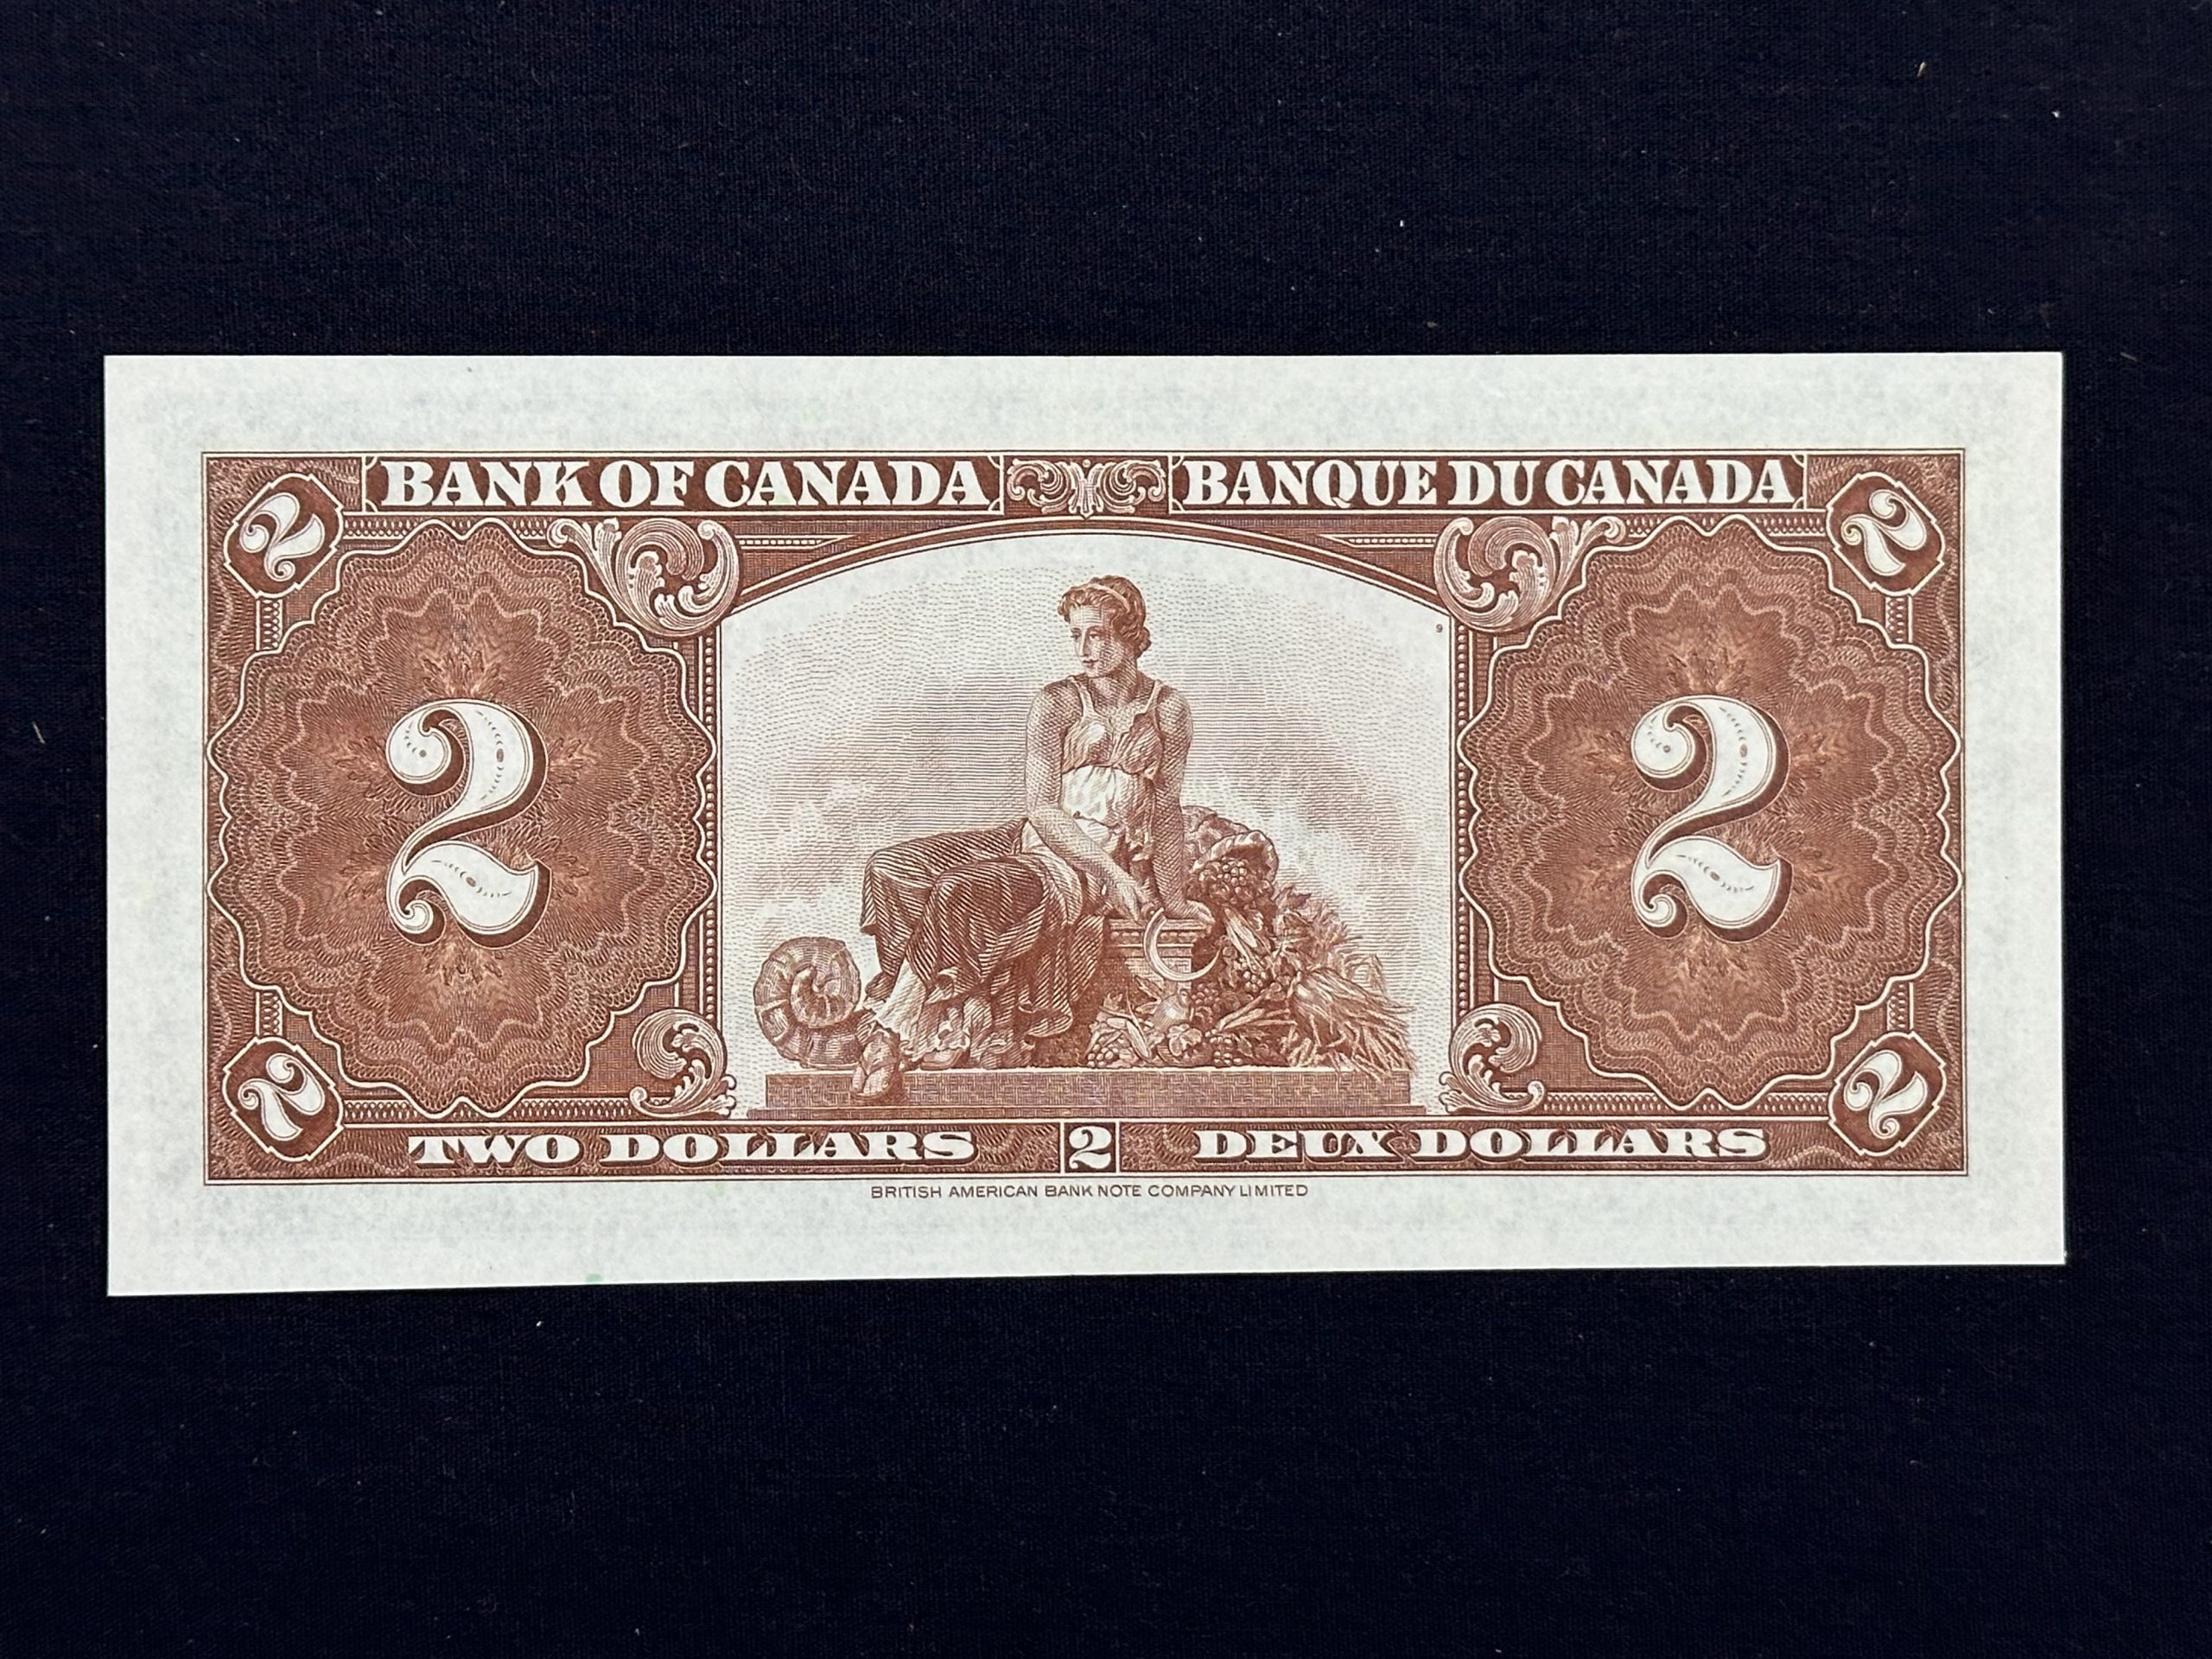 BANK OF CANADA BANQUE DU CANADA
2 2
9
2 2
2 2
TWO DOLLARS 2 DEUX DOLLARS
BRITISH AMERICAN BANK NOTE COMPANY LIMITED